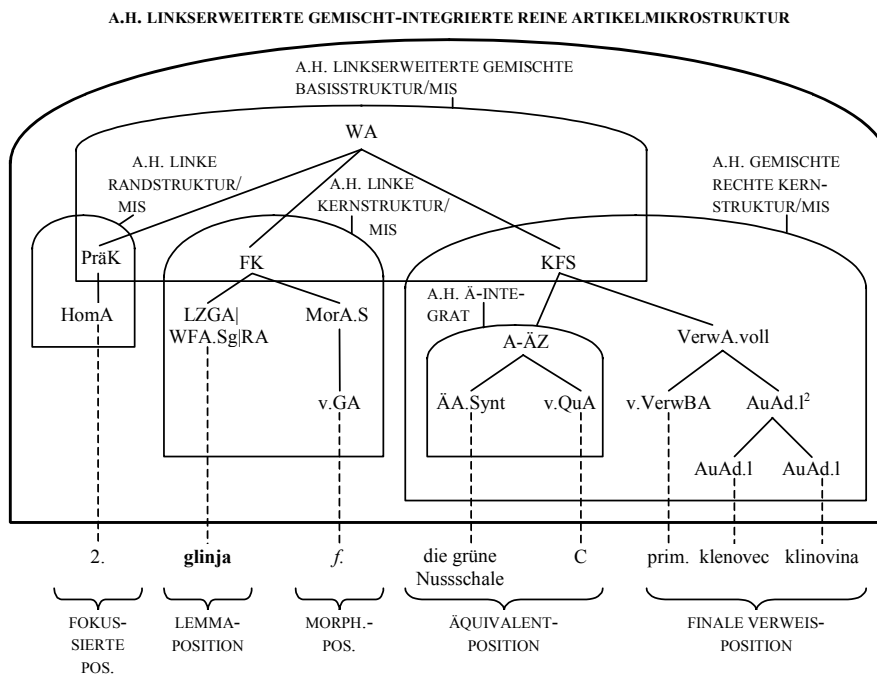 A.H. LINKSERWEITERTE GEMISCHT-INTEGRIERTE REINE ARTIKELMIKROSTRUKTUR
A.H. LINKSERWEITERTE GEMISCHTE
BASISSTRUKTUR/MIS
WA
A.H. LINKE
RANDSTRUKTUR/
MIS
A.H. LINKE
KERNSTRUKTUR/
MIS
A.H. GEMISCHTE
RECHTE KERN-
STRUKTUR/MIS
PräK
FK
KFS
A.H. Ä-INTE-
GRAT
HomA
LZGA|
WFA.Sg|RA
MorA.S
A-ÄZ
VerwA.voll
v.GA
ÄA.Synt
v.QuA
v.VerwBA
AuAd.l²
AuAd.l
AuAd.l
2.
glinja
f.
die grüne
Nussschale
C
prim.
klenovec
klinovina
FOKUS-
SIERTE
POS.
LEMMA-
POSITION
MORPH.-
POS.
ÄQUIVALENT-
POSITION
FINALE VERWEIS-
POSITION